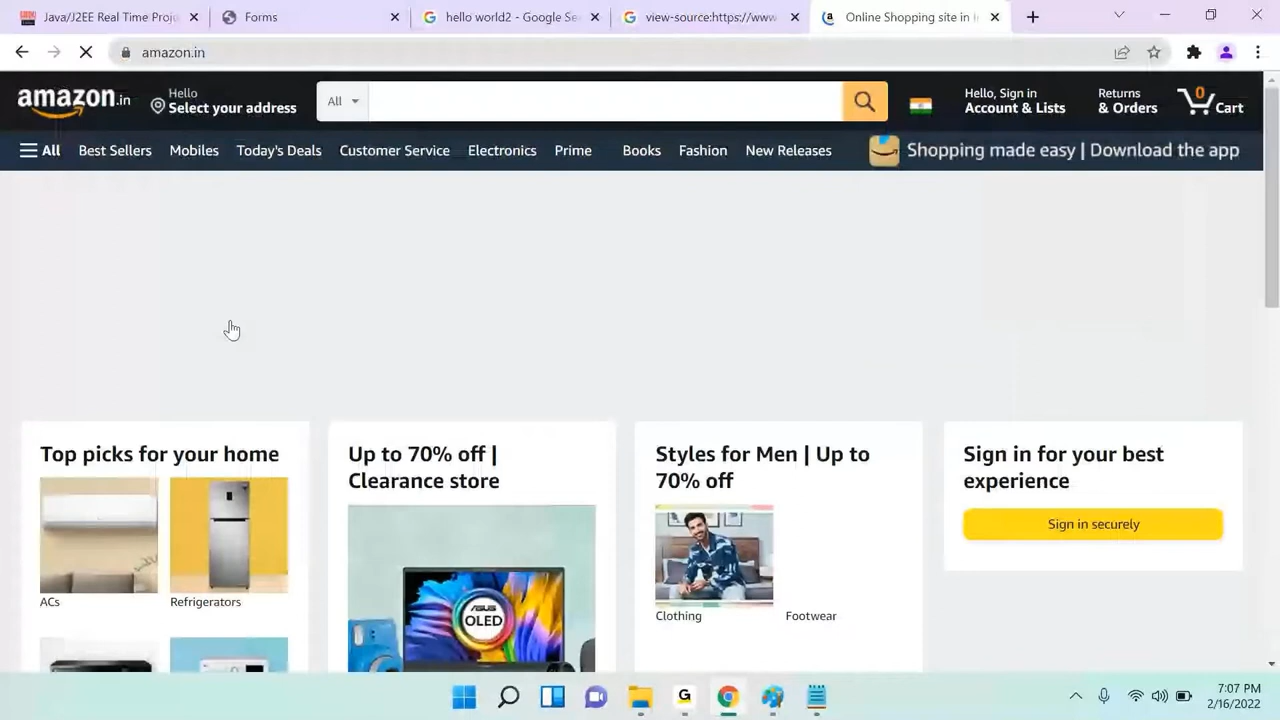 Java/J2EE Real Time Proje
Forms
hello world2 - Google Se
view-source:https://www
Online Shopping site in I
amazon.in
amazon.in
Hello
Select your address
All
Hello, Sign in
Account & Lists
Returns
& Orders
0
Cart
All
Best Sellers
Mobiles
Today's Deals
Customer Service
Electronics
Prime
Books
Fashion
New Releases
Shopping made easy | Download the app
Top picks for your home
ACs
Refrigerators
Up to 70% off |
Clearance store
ASUS
OLED
Styles for Men | Up to
70% off
Clothing
Footwear
Sign in for your best
experience
Sign in securely
G
7:07 PM
2/16/2022